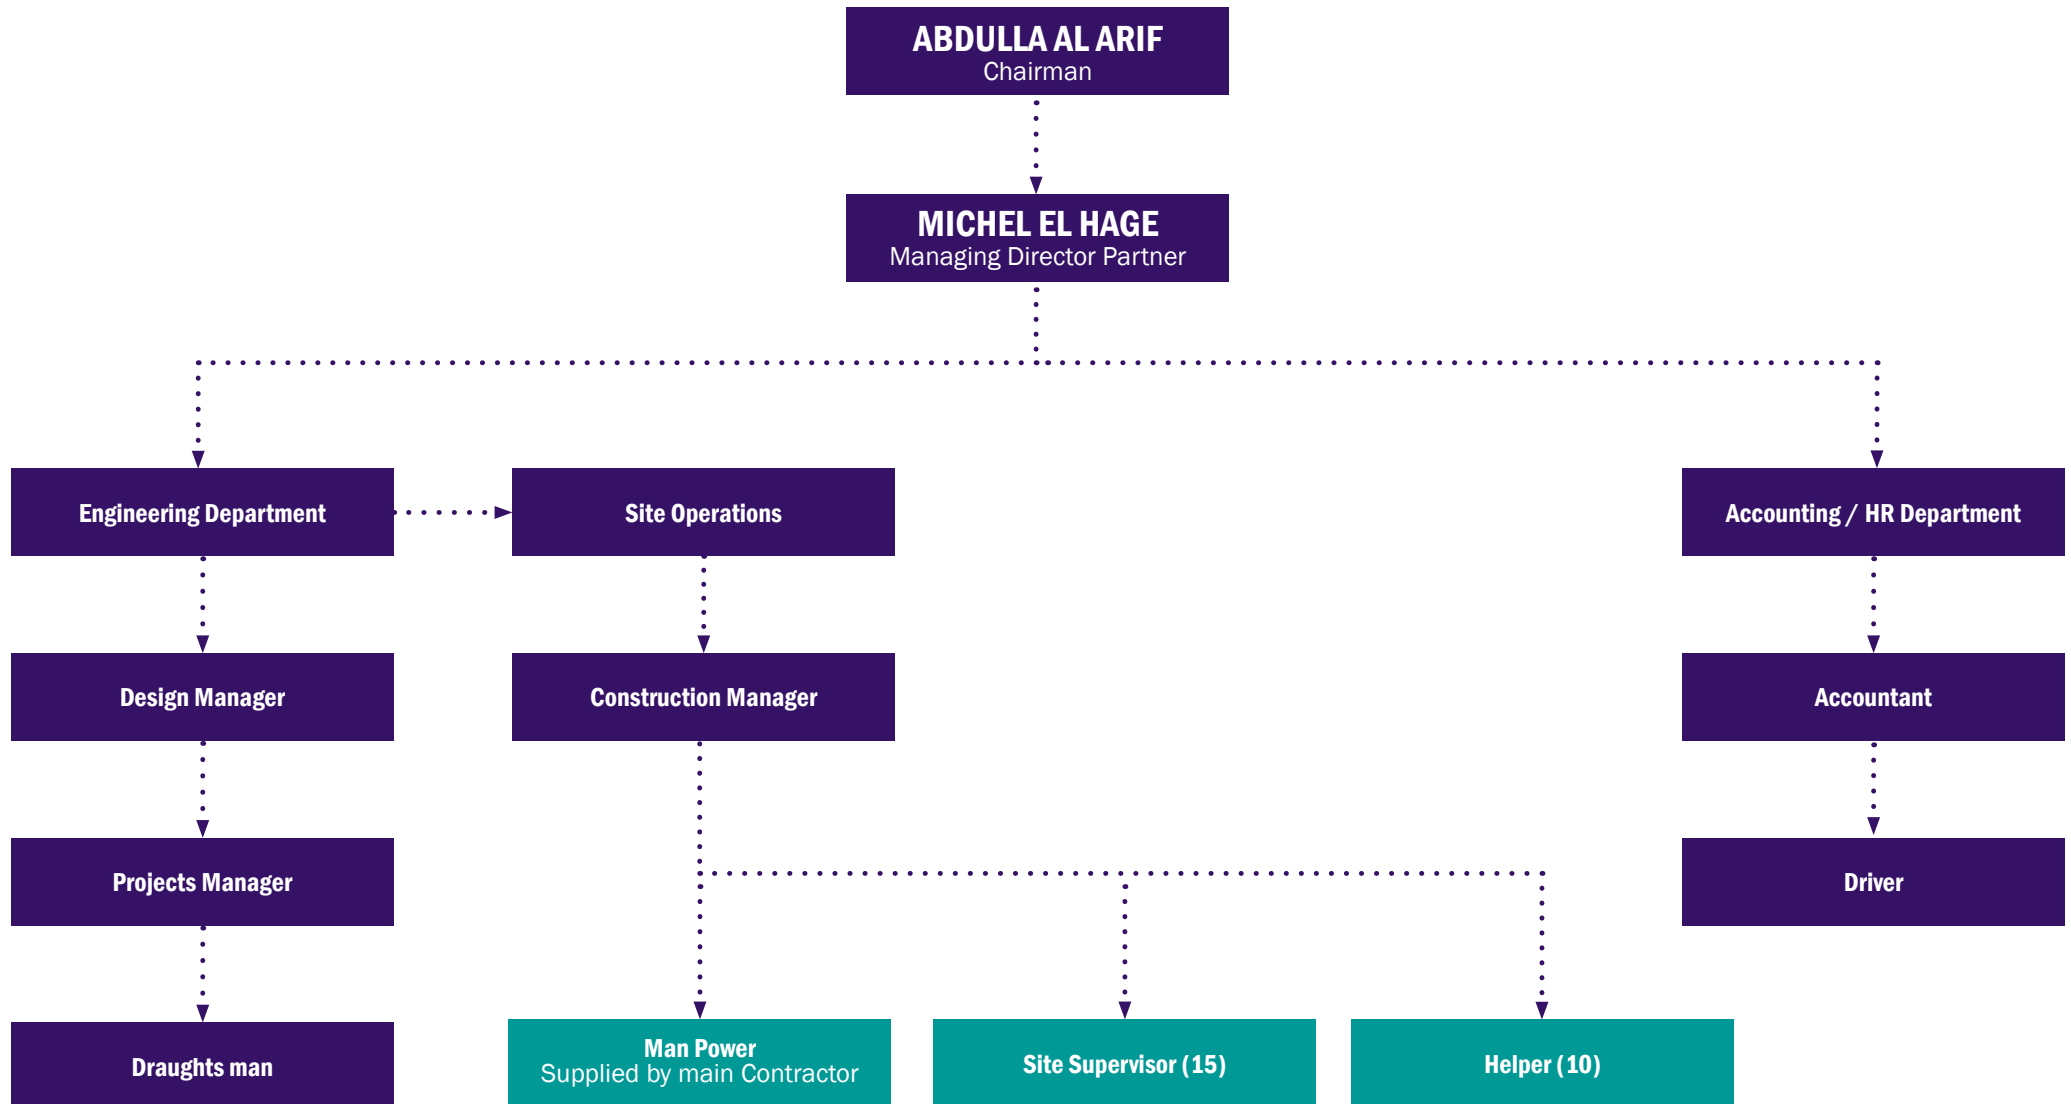 ABDULLA AL ARIF
Chairman
MICHEL EL HAGE
Managing Director Partner
Engineering Department
Site Operations
Accounting / HR Department
Design Manager
Construction Manager
Accountant
Projects Manager
Driver
Draughts man
Man Power
Supplied by main Contractor
Site Supervisor (15)
Helper (10)